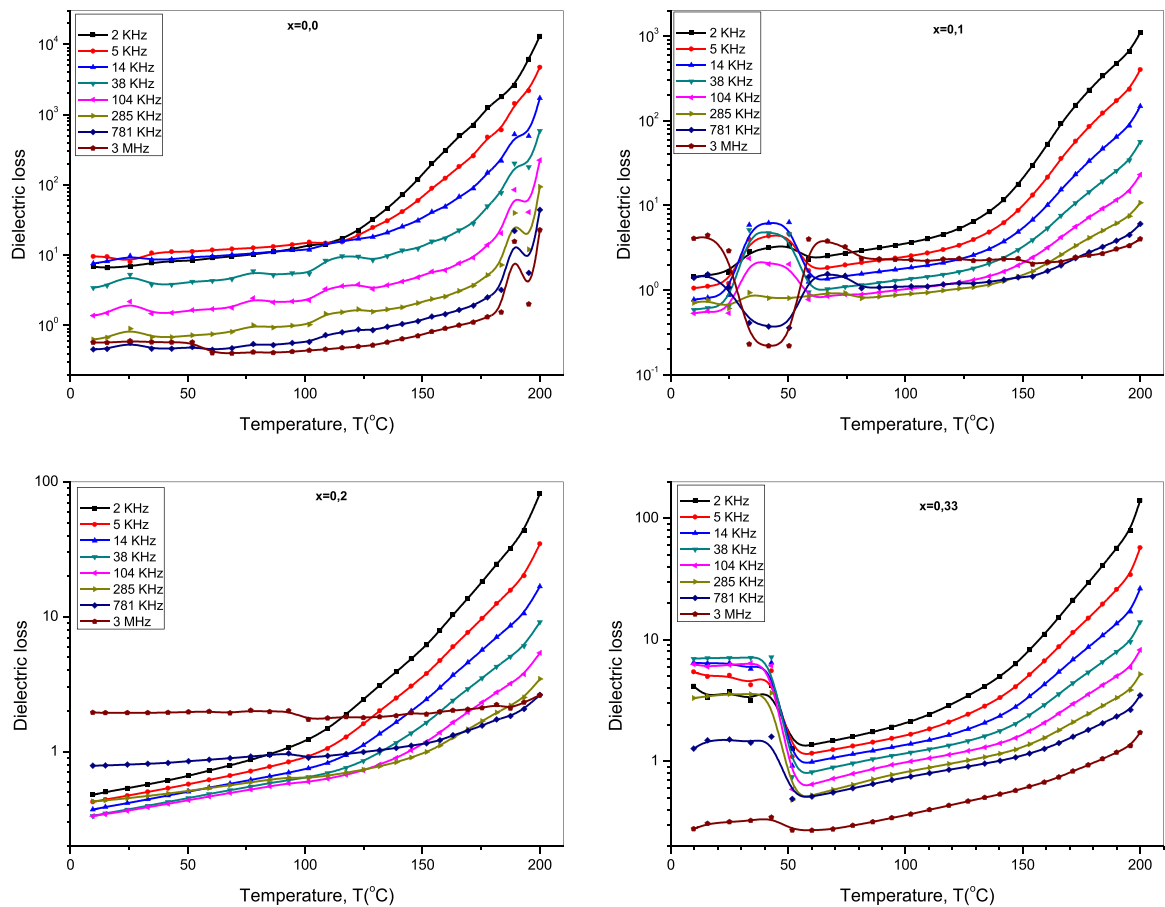 x=0,0
2 KHz
5 KHz
14 KHz
38 KHz
104 KHz
285 KHz
781 KHz
3 MHz
10^4
10^3
10^2
10^1
10^0
Dielectric loss
0 50 100 150 200
Temperature, T(°C)
x=0,1
2 KHz
5 KHz
14 KHz
38 KHz
104 KHz
285 KHz
781 KHz
3 MHz
10^3
10^2
10^1
10^0
10^-1
Dielectric loss
0 50 100 150 200
Temperature, T(°C)
x=0,2
2 KHz
5 KHz
14 KHz
38 KHz
104 KHz
285 KHz
781 KHz
3 MHz
100
10
1
Dielectric loss
0 50 100 150 200
Temperature, T(°C)
x=0,33
2 KHz
5 KHz
14 KHz
38 KHz
104 KHz
285 KHz
781 KHz
3 MHz
100
10
1
Dielectric loss
0 50 100 150 200
Temperature, T(°C)